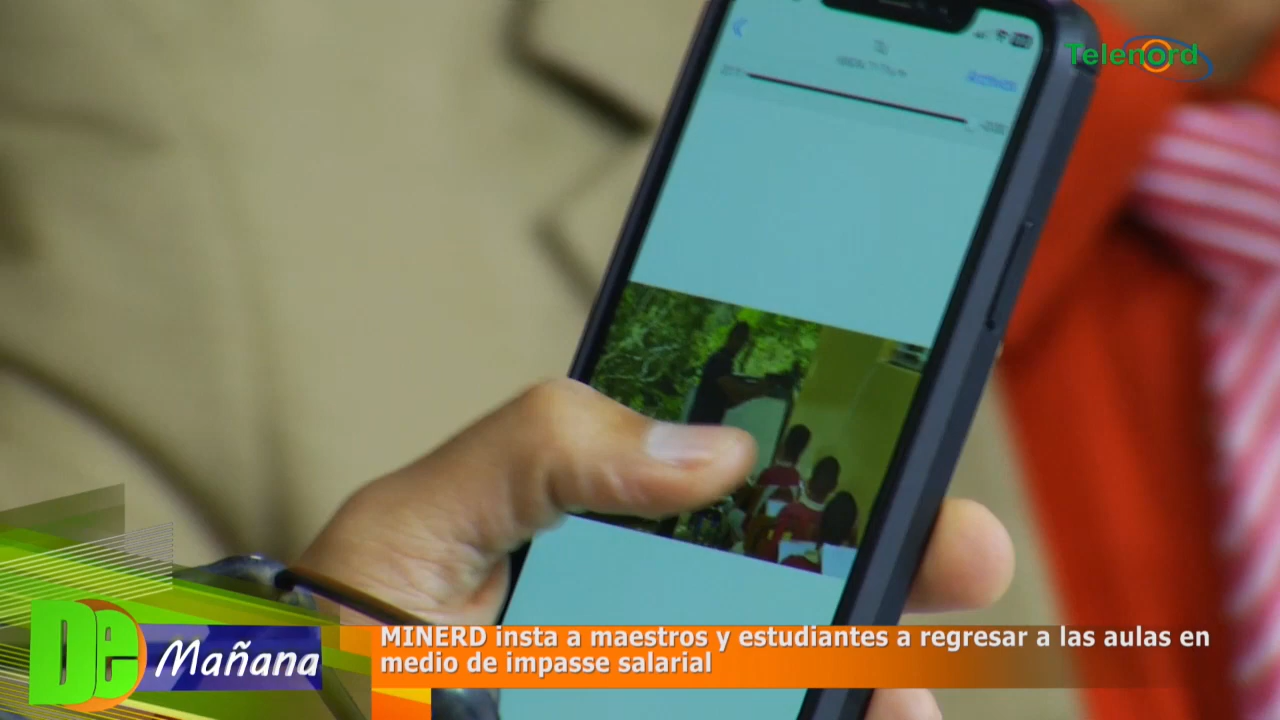 Telenord
MINERD insta a maestros y estudiantes a regresar a las aulas en
medio de impasse salarial
De
Mañana